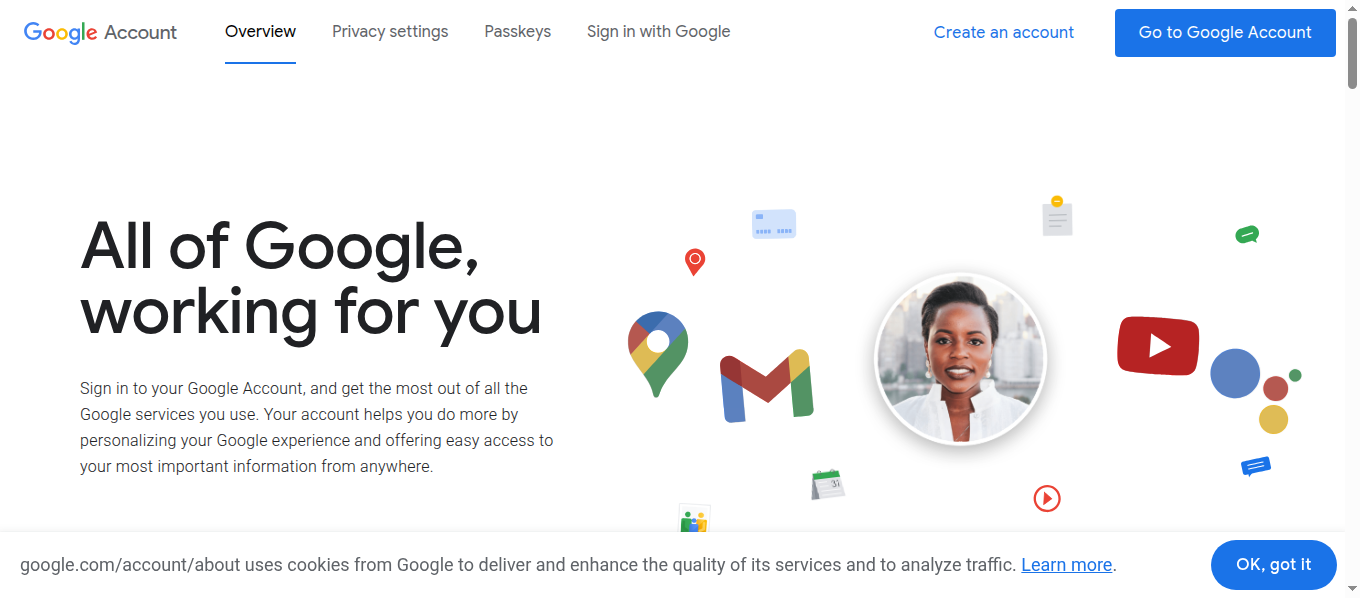 Google Account
Overview
Privacy settings
Passkeys
Sign in with Google
Create an account
Go to Google Account
All of Google,
working for you
Sign in to your Google Account, and get the most out of all the
Google services you use. Your account helps you do more by
personalizing your Google experience and offering easy access to
your most important information from anywhere.
31
google.com/account/about uses cookies from Google to deliver and enhance the quality of its services and to analyze traffic. Learn more.
OK, got it